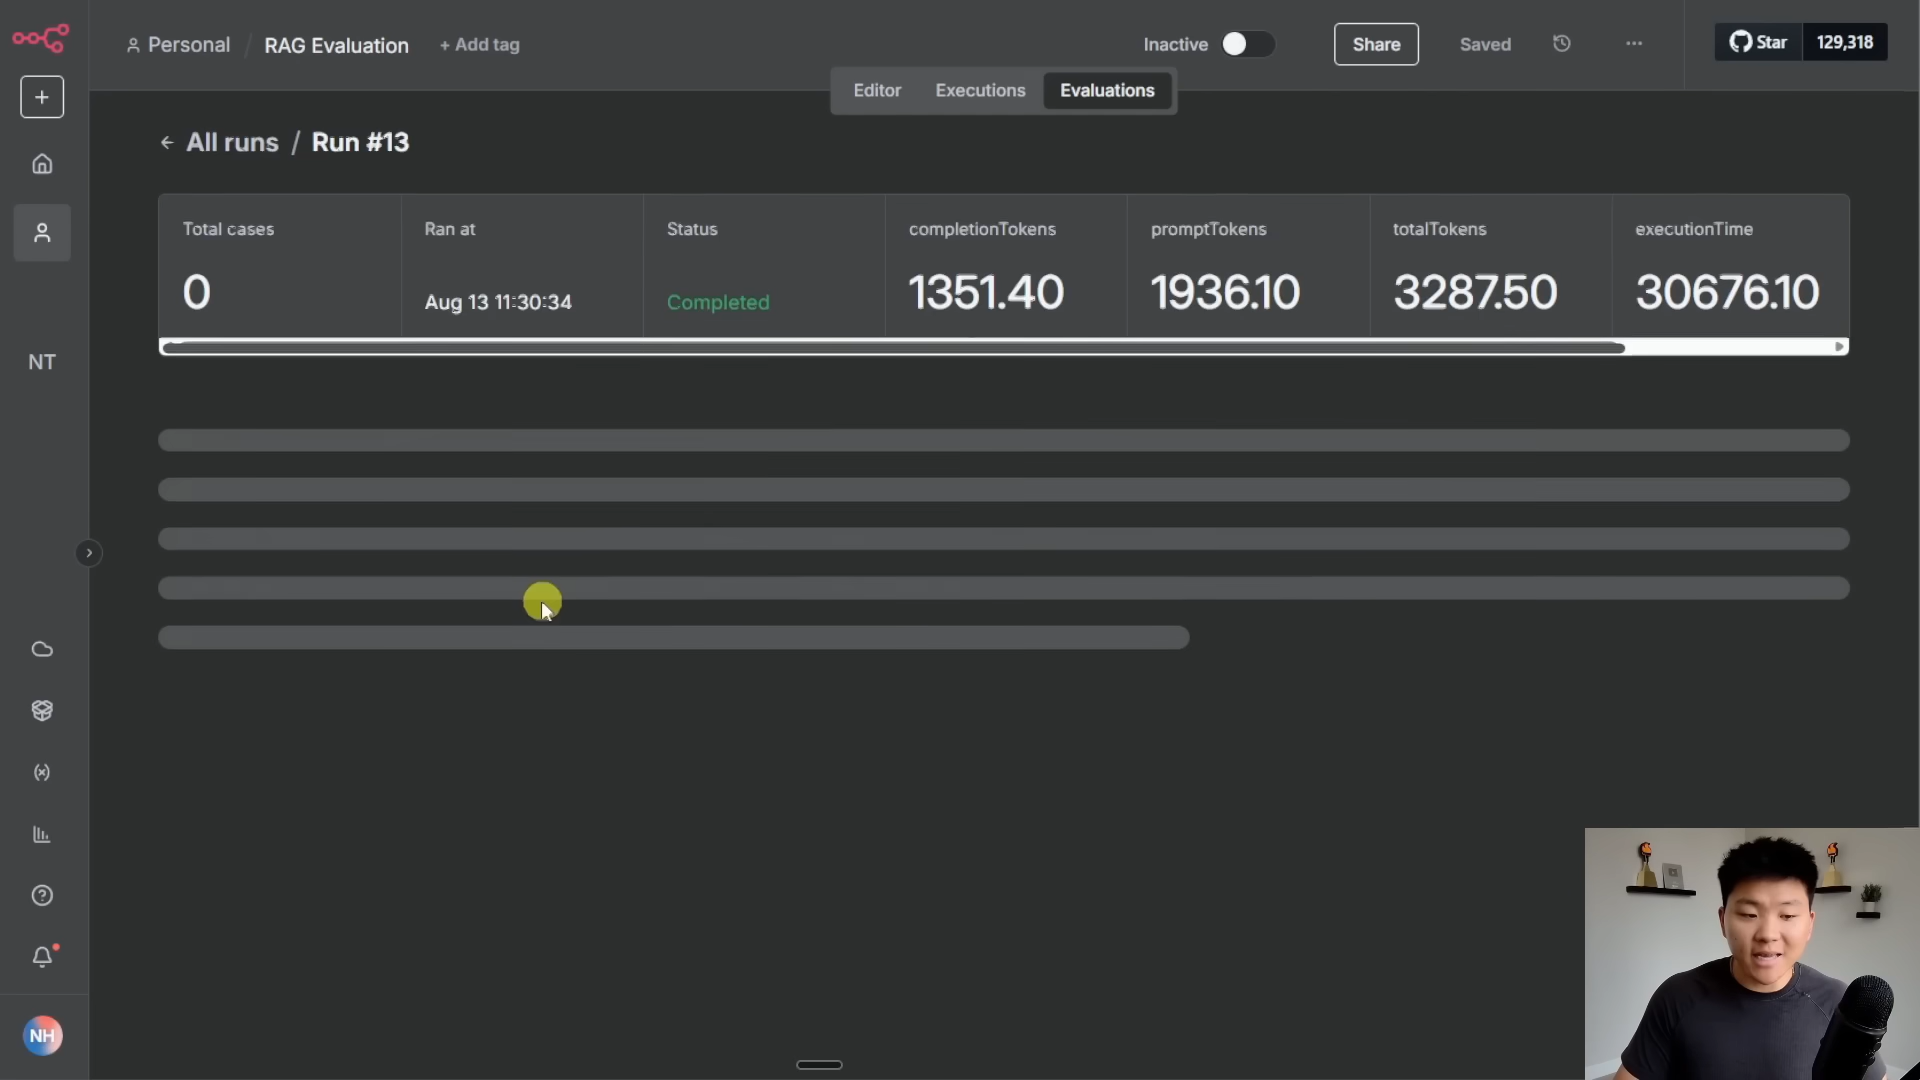 Personal / RAG Evaluation + Add tag
Inactive
Share
Saved
Star 129,318
Editor Executions Evaluations
All runs / Run #13
Total cases
0
Ran at
Aug 13 11:30:34
Status
Completed
completionTokens
1351.40
promptTokens
1936.10
totalTokens
3287.50
executionTime
30676.10
NT
NH